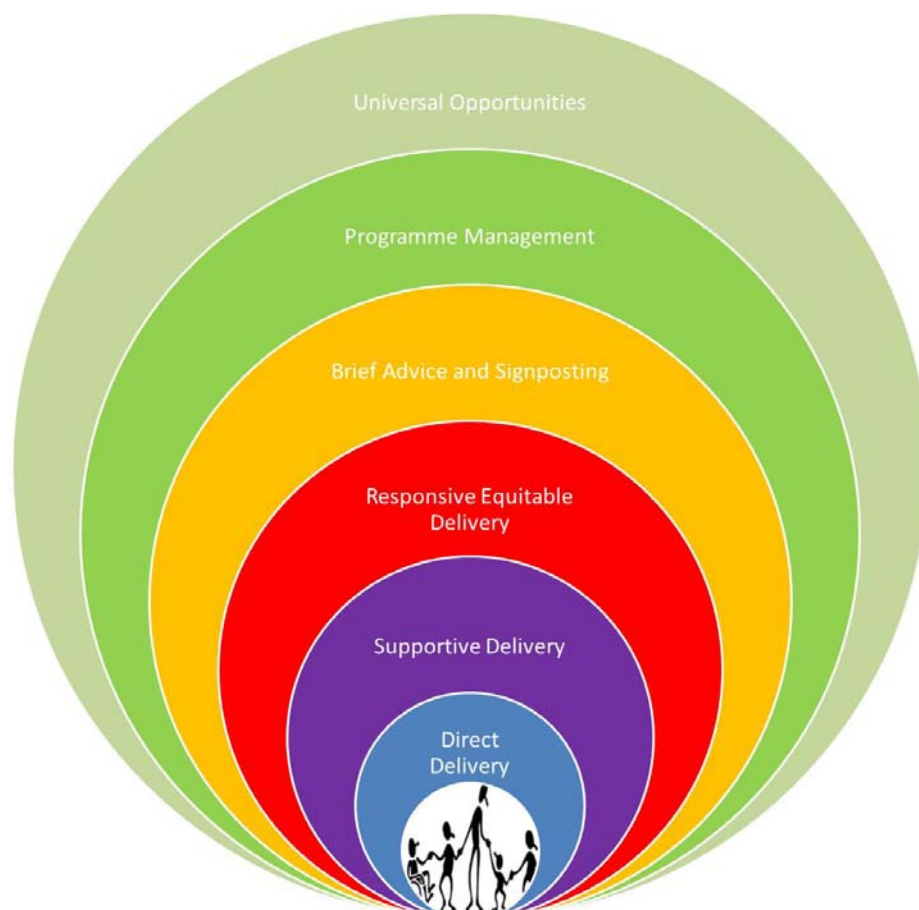 Universal Opportunities
Programme Management
Brief Advice and Signposting
Responsive Equitable
Delivery
Supportive Delivery
Direct
Delivery